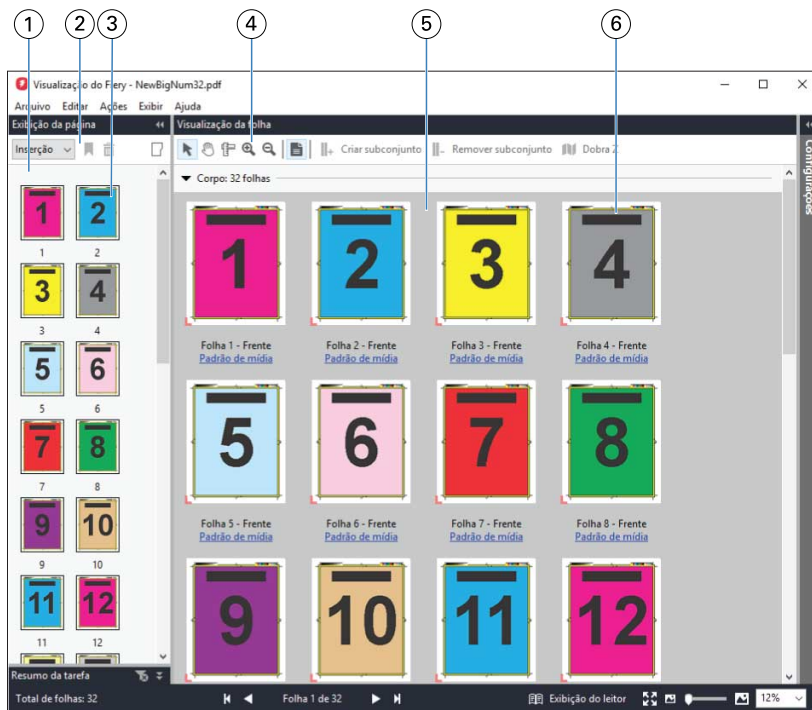 1 2 3 4 5 6
Visualização do Fiery - NewBigNum32.pdf
Arquivo Editar Ações Exibir Ajuda
Exibição da página
Visualização da folha
Inserção
Criar subconjunto Remover subconjunto Dobra Z
Configurações
Corpo: 32 folhas
1 2
1 2
3 4
3 4
5 6
5 6
7 8
7 8
9 10
9 10
11 12
11 12
1 2 3 4
Folha 1 - Frente Folha 2 - Frente Folha 3 - Frente Folha 4 - Frente
Padrão de mídia Padrão de mídia Padrão de mídia Padrão de mídia
5 6 7 8
Folha 5 - Frente Folha 6 - Frente Folha 7 - Frente Folha 8 - Frente
Padrão de mídia Padrão de mídia Padrão de mídia Padrão de mídia
9 10 11 12
Resumo da tarefa
Total de folhas: 32
Folha 1 de 32
Exibição do leitor
12%